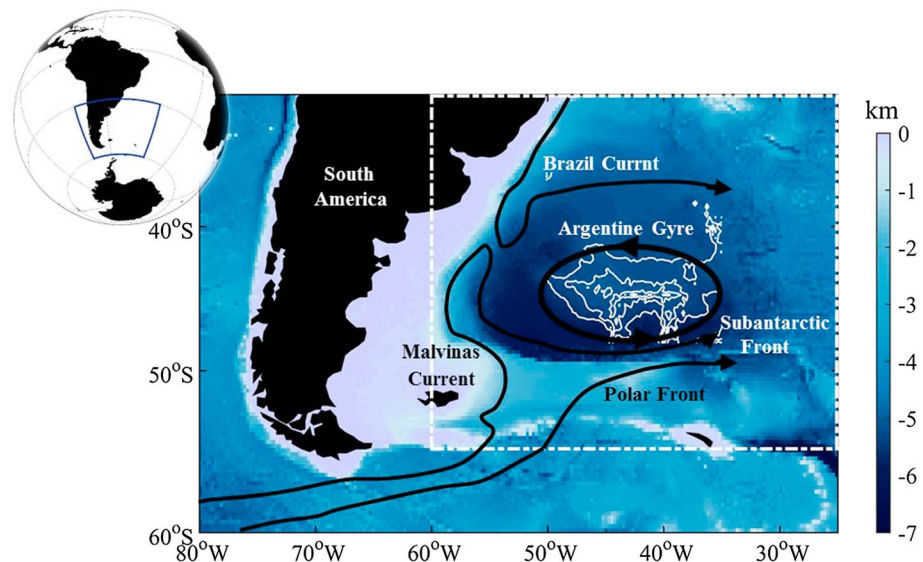 km
0
-1
-2
-3
-4
-5
-6
-7
South
America
Brazil Currnt
Argentine Gyre
Subantarctic
Front
Malvinas
Current
Polar Front
40°S
50°S
60°S
80°W
70°W
60°W
50°W
40°W
30°W